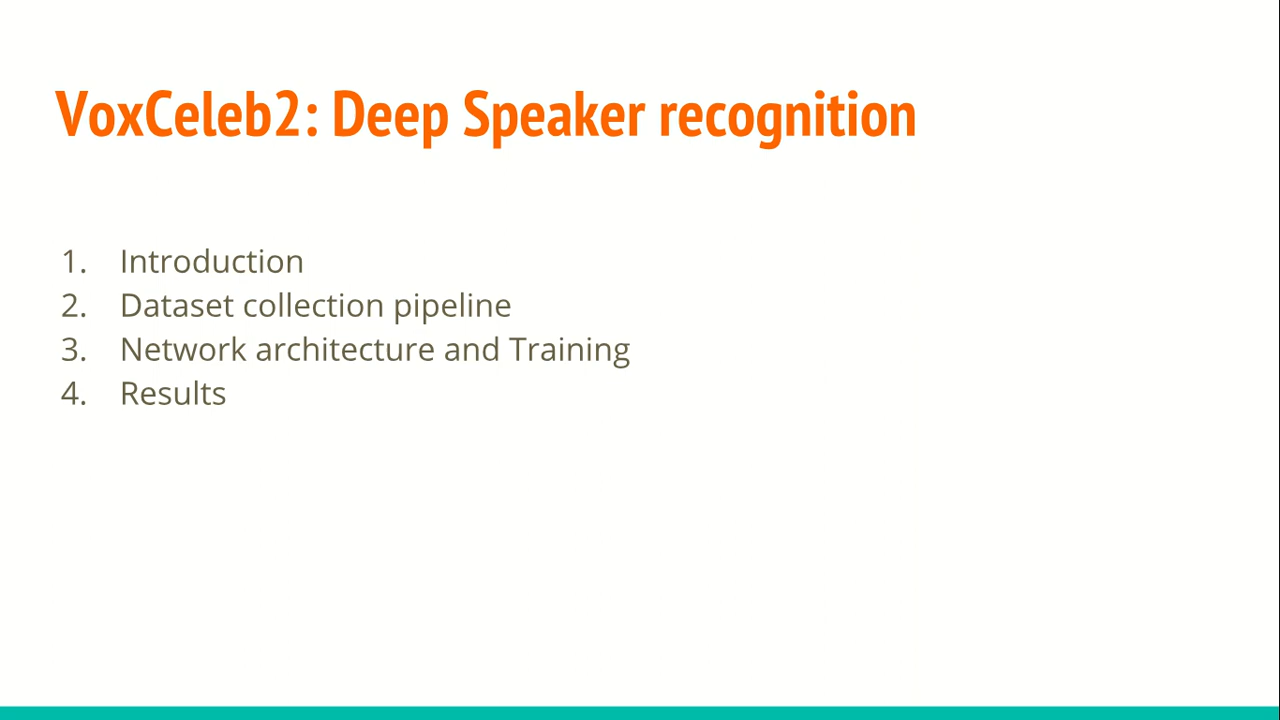 VoxCeleb2: Deep Speaker recognition
1. Introduction
2. Dataset collection pipeline
3. Network architecture and Training
4. Results